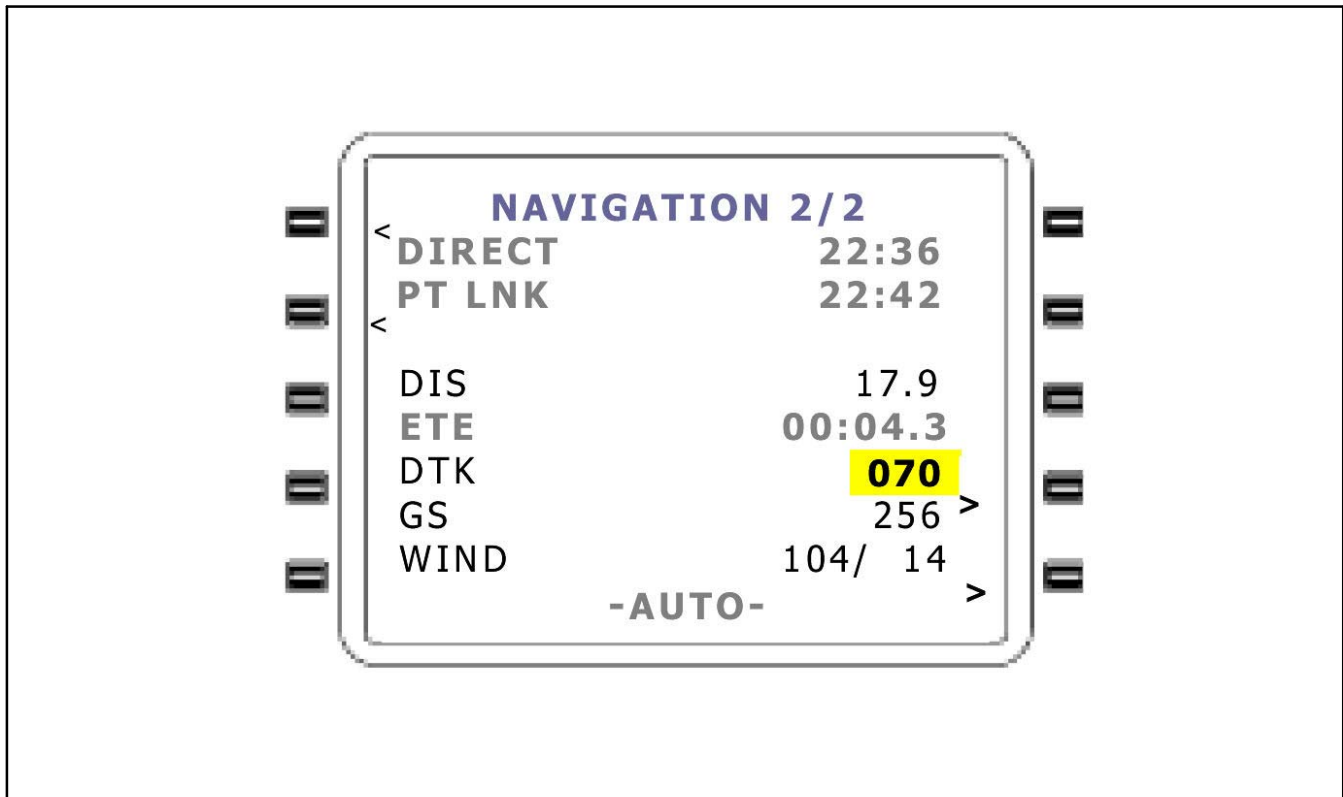 NAVIGATION 2/2
< DIRECT 22:36
PT LNK 22:42
<
DIS 17.9
ETE 00:04.3
DTK 070
GS 256 >
WIND 104/ 14
-AUTO- >